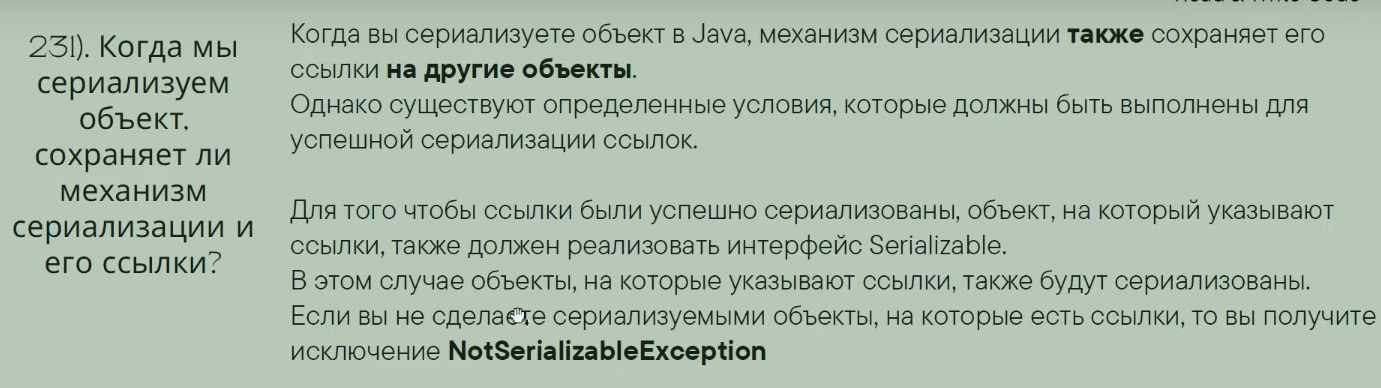 231). Когда мы
сериализуем
объект,
сохраняет ли
механизм
сериализации и
его ссылки?
Когда вы сериализуете объект в Java, механизм сериализации также сохраняет его
ссылки на другие объекты.
Однако существуют определенные условия, которые должны быть выполнены для
успешной сериализации ссылок.
Для того чтобы ссылки были успешно сериализованы, объект, на который указывают
ссылки, также должен реализовать интерфейс Serializable.
В этом случае объекты, на которые указывают ссылки, также будут сериализованы.
Если вы не сделаете сериализуемыми объекты, на которые есть ссылки, то вы получите
исключение NotSerializableException